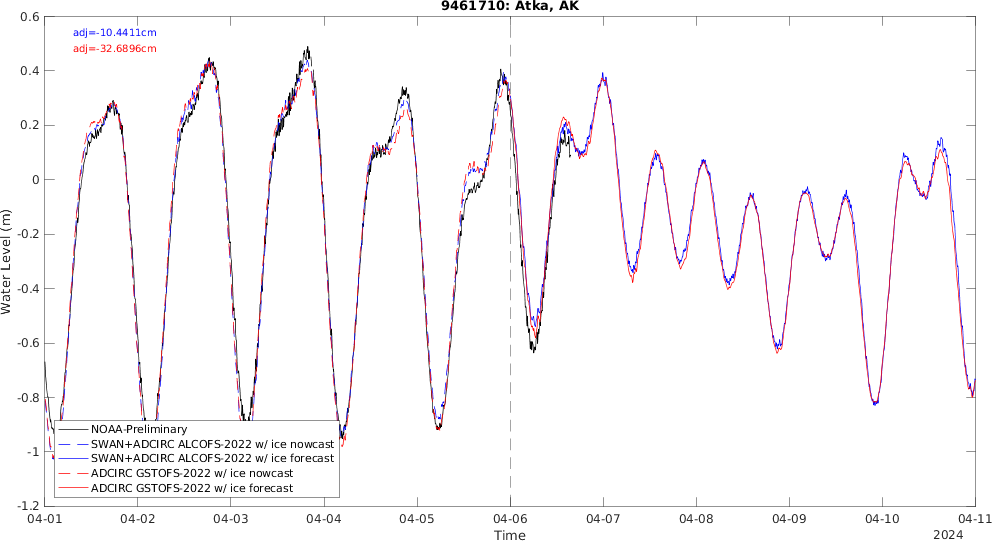 9461710: Atka, AK
adj=-10.4411cm
adj=-32.6896cm
0.6
0.4
0.2
0
-0.2
-0.4
-0.6
-0.8
-1
-1.2
Water Level (m)
NOAA-Preliminary
SWAN+ADCIRC ALCOFS-2022 w/ ice nowcast
SWAN+ADCIRC ALCOFS-2022 w/ ice forecast
ADCIRC GSTOFS-2022 w/ ice nowcast
ADCIRC GSTOFS-2022 w/ ice forecast
04-01 04-02 04-03 04-04 04-05 04-06 04-07 04-08 04-09 04-10 04-11
Time
2024